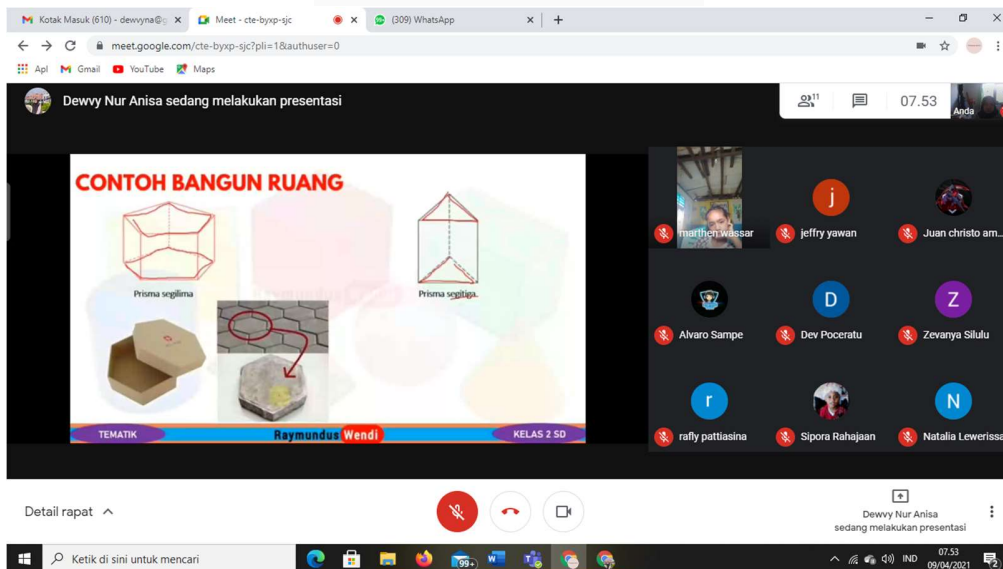 Kotak Masuk (610) - dewvyna@g
Meet - cte-byxp-sjc
(309) WhatsApp
meet.google.com/cte-byxp-sjc?pli=1&authuser=0
Apl
Gmail
YouTube
Maps
Dewvy Nur Anisa sedang melakukan presentasi
11
07.53
Anda
CONTOH BANGUN RUANG
Prisma segilima
Prisma segitiga.
TEMATIK
Raymundus Wendi
KELAS 2 SD
marthen wassar
j
jeffry yawan
Juan christo am...
Alvaro Sampe
D
Dev Poceratu
Z
Zevanya Silulu
r
rafly pattiasina
Sipora Rahajaan
N
Natalia Lewerissa
Detail rapat
Dewvy Nur Anisa
sedang melakukan presentasi
Ketik di sini untuk mencari
99+
IND
07.53
09/04/2021
2